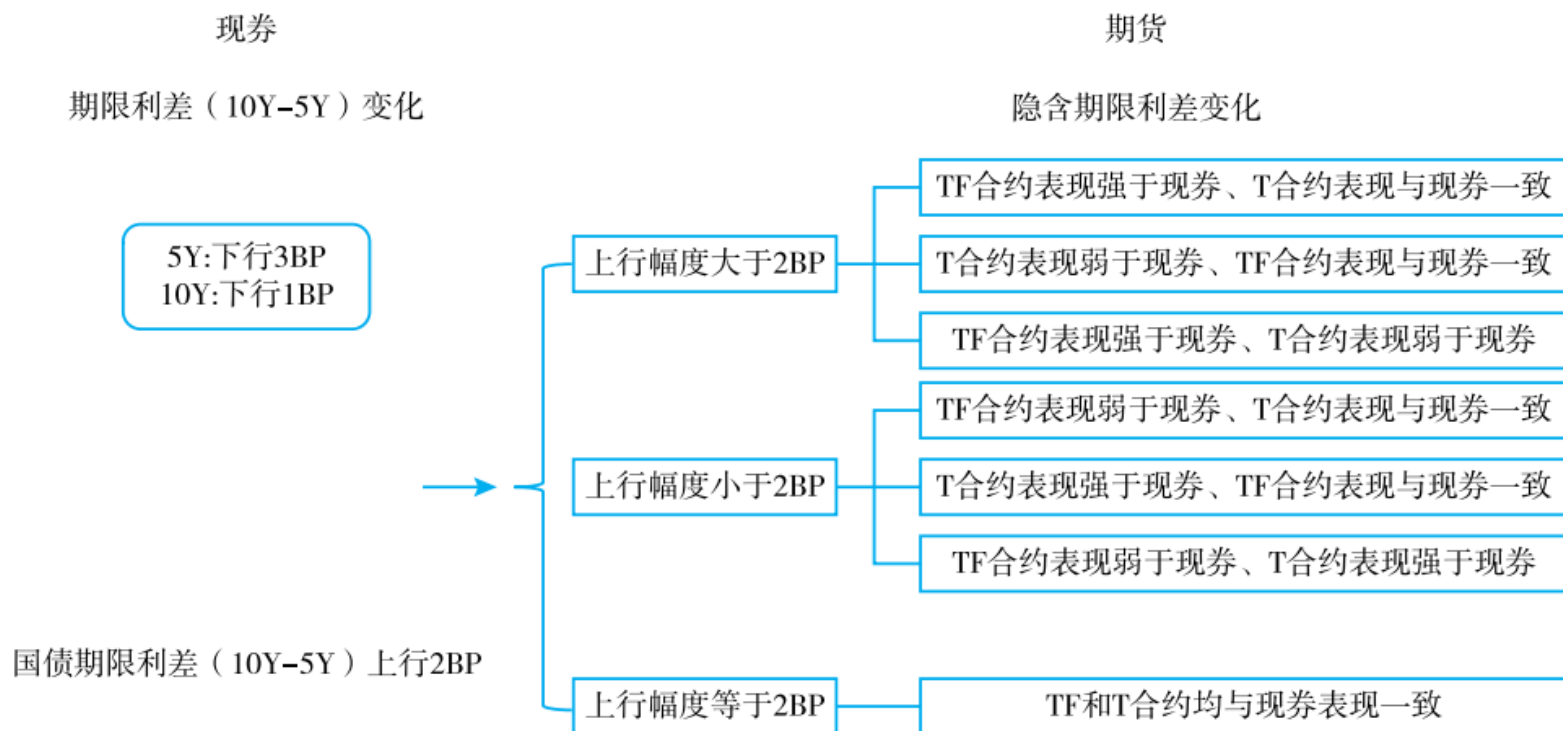 现券
期货
期限利差（10Y–5Y）变化
隐含期限利差变化
5Y:下行3BP
10Y:下行1BP
国债期限利差（10Y–5Y）上行2BP
上行幅度大于2BP
TF合约表现强于现券、T合约表现与现券一致
T合约表现弱于现券、TF合约表现与现券一致
TF合约表现强于现券、T合约表现弱于现券
上行幅度小于2BP
TF合约表现弱于现券、T合约表现与现券一致
T合约表现强于现券、TF合约表现与现券一致
TF合约表现弱于现券、T合约表现强于现券
上行幅度等于2BP
TF和T合约均与现券表现一致